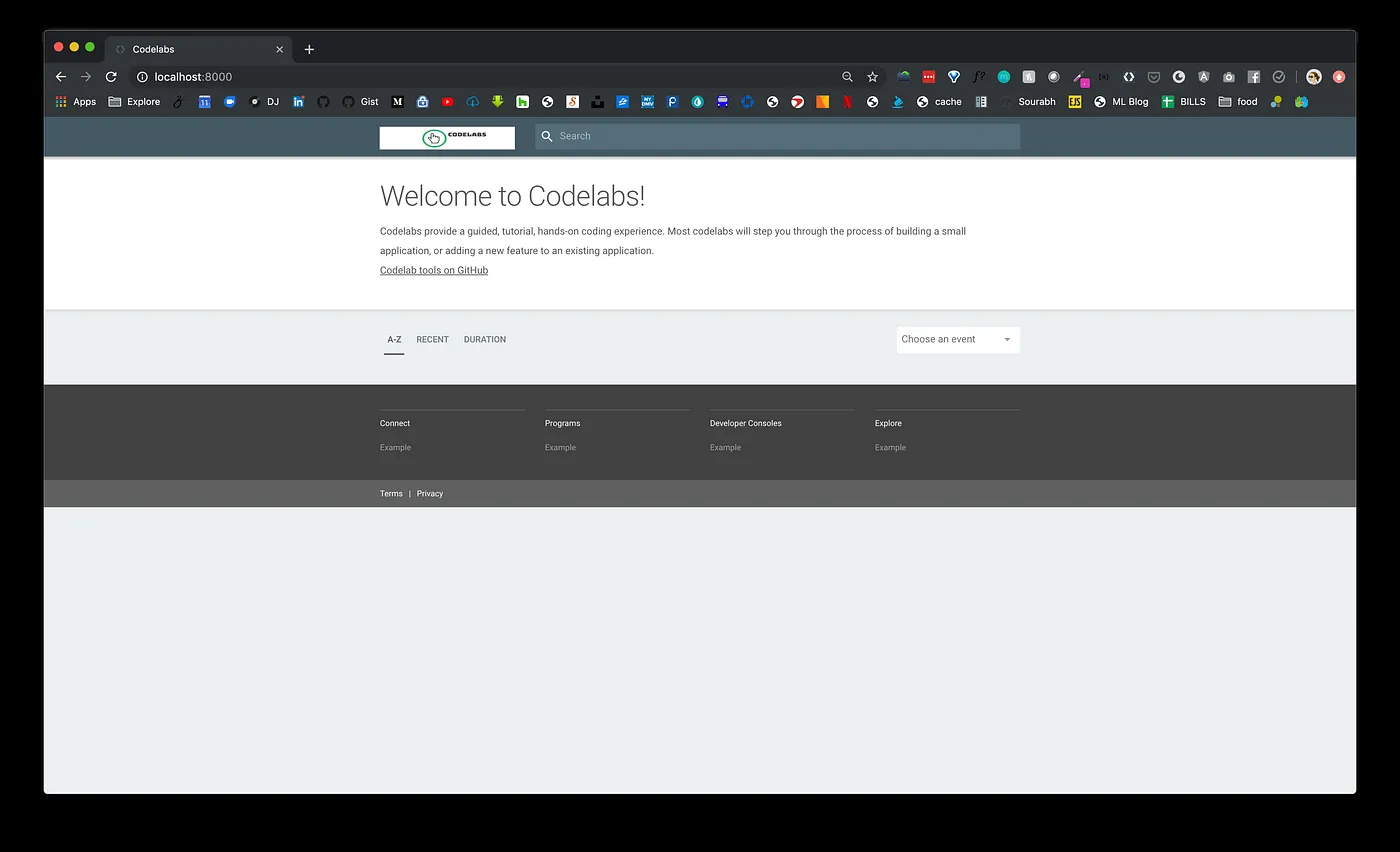 Codelabs
localhost:8000
Apps
Explore
DJ
Gist
cache
Sourabh
EJS
ML Blog
BILLS
food
CODELABS
Search
Welcome to Codelabs!
Codelabs provide a guided, tutorial, hands-on coding experience. Most codelabs will step you through the process of building a small
application, or adding a new feature to an existing application.
Codelab tools on GitHub
A-Z RECENT DURATION
Choose an event
Connect
Example
Programs
Example
Developer Consoles
Example
Explore
Example
Terms | Privacy